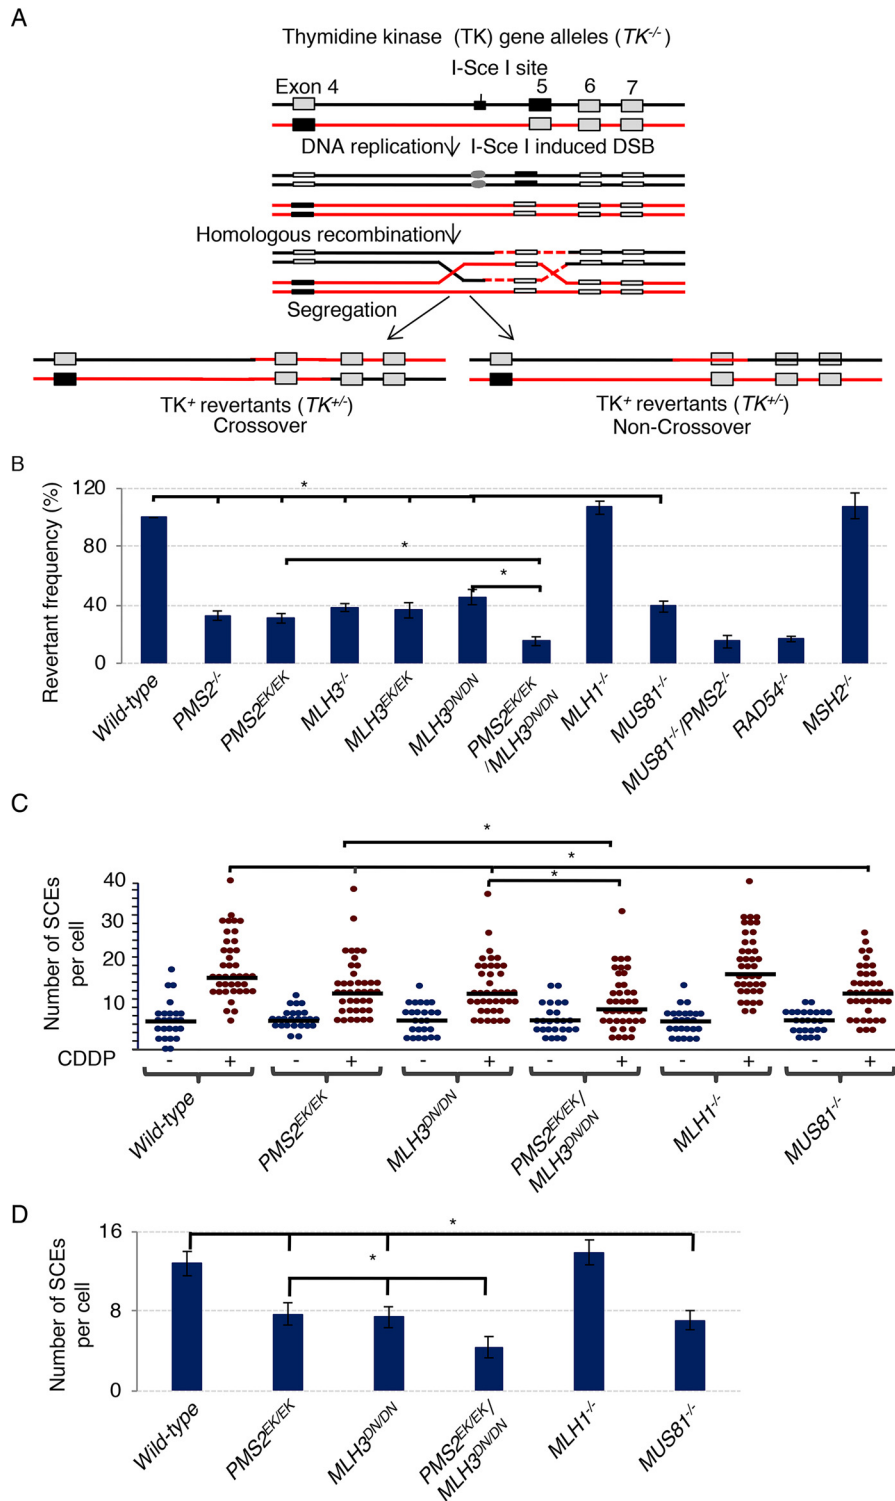 A
Thymidine kinase (TK) gene alleles (TK-/-)
I-Sce I site
Exon 4 5 6 7
DNA replication I-Sce I induced DSB
Homologous recombination
Segregation
TK+ revertants (TK+/-)
Crossover
TK+ revertants (TK+/-)
Non-Crossover
B
Revertant frequency (%)
120
80
40
0
*
*
*
Wild-type
PMS2-/-
PMS2EK/EK
MLH3-/-
MLH3EK/EK
MLH3DN/DN
PMS2EK/EK
/MLH3DN/DN
MLH1-/-
MUS81-/-
MUS81-/-/PMS2-/-
RAD54-/-
MSH2-/-
C
Number of SCEs
per cell
40
30
20
10
*
*
*
CDDP - + - + - + - + - + - +
Wild-type
PMS2EK/EK
MLH3DN/DN
PMS2EK/EK/
MLH3DN/DN
MLH1-/-
MUS81-/-
D
Number of SCEs
per cell
16
8
0
*
*
Wild-type
PMS2EK/EK
MLH3DN/DN
PMS2EK/EK/
MLH3DN/DN
MLH1-/-
MUS81-/-